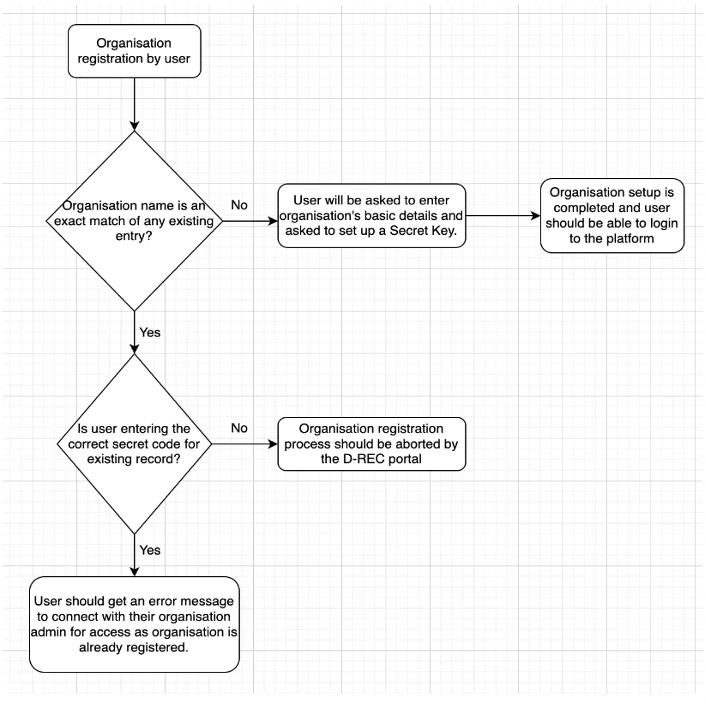 Organisation
registration by user
Organisation name is an
exact match of any existing
entry?
No
User will be asked to enter
organisation's basic details and
asked to set up a Secret Key.
Organisation setup is
completed and user
should be able to login
to the platform
Yes
Is user entering the
correct secret code for
existing record?
No
Organisation registration
process should be aborted by
the D-REC portal
Yes
User should get an error message
to connect with their organisation
admin for access as organisation is
already registered.